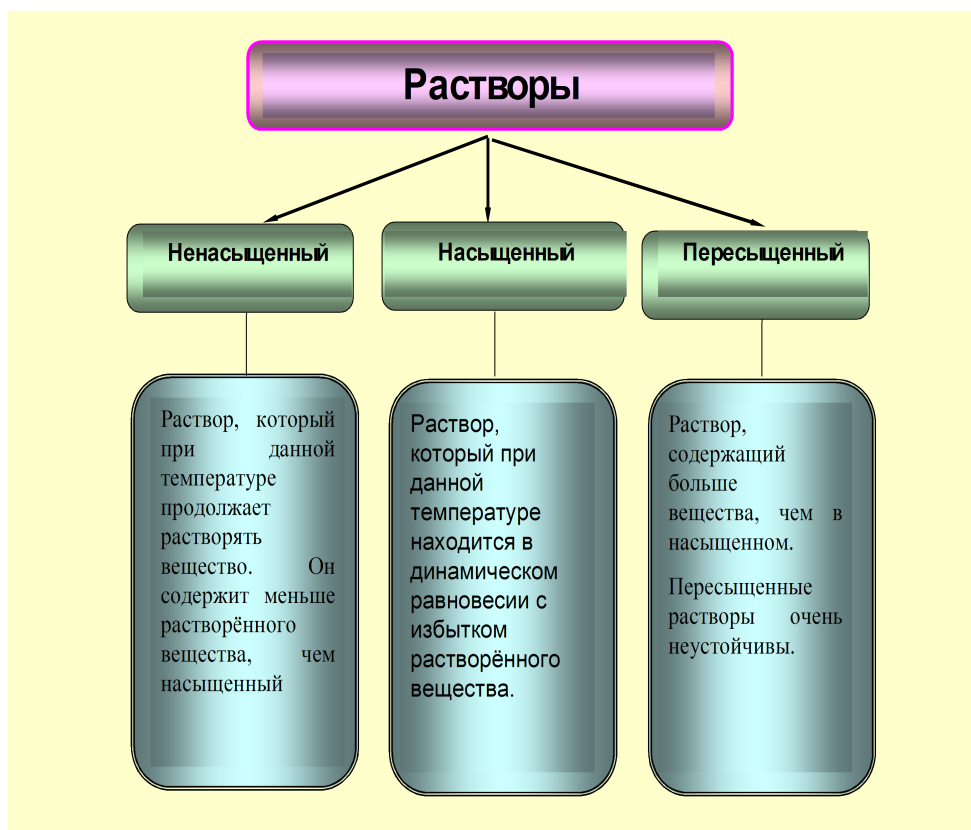 Растворы
Ненасыщенный
Насыщенный
Пересыщенный
Раствор, который
при данной
температуре
продолжает
растворять
вещество. Он
содержит меньше
растворённого
вещества, чем
насыщенный
Раствор,
который при
данной
температуре
находится в
динамическом
равновесии с
избытком
растворённого
вещества.
Раствор,
содержащий
больше
вещества, чем в
насыщенном.
Пересыщенные
растворы очень
неустойчивы.